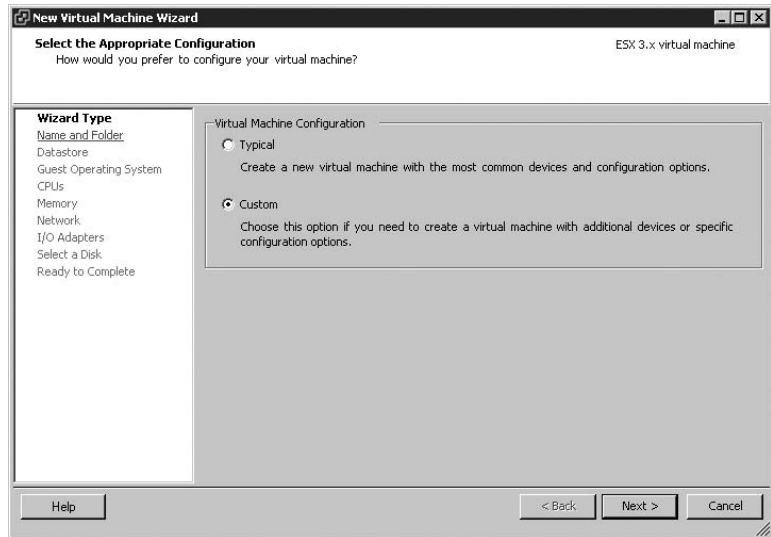 New Virtual Machine Wizard
Select the Appropriate Configuration
ESX 3.x virtual machine
How would you prefer to configure your virtual machine?
Wizard Type
Name and Folder
Datastore
Guest Operating System
CPUs
Memory
Network
I/O Adapters
Select a Disk
Ready to Complete
Virtual Machine Configuration
Typical
Create a new virtual machine with the most common devices and configuration options.
Custom
Choose this option if you need to create a virtual machine with additional devices or specific
configuration options.
Help
< Back
Next >
Cancel